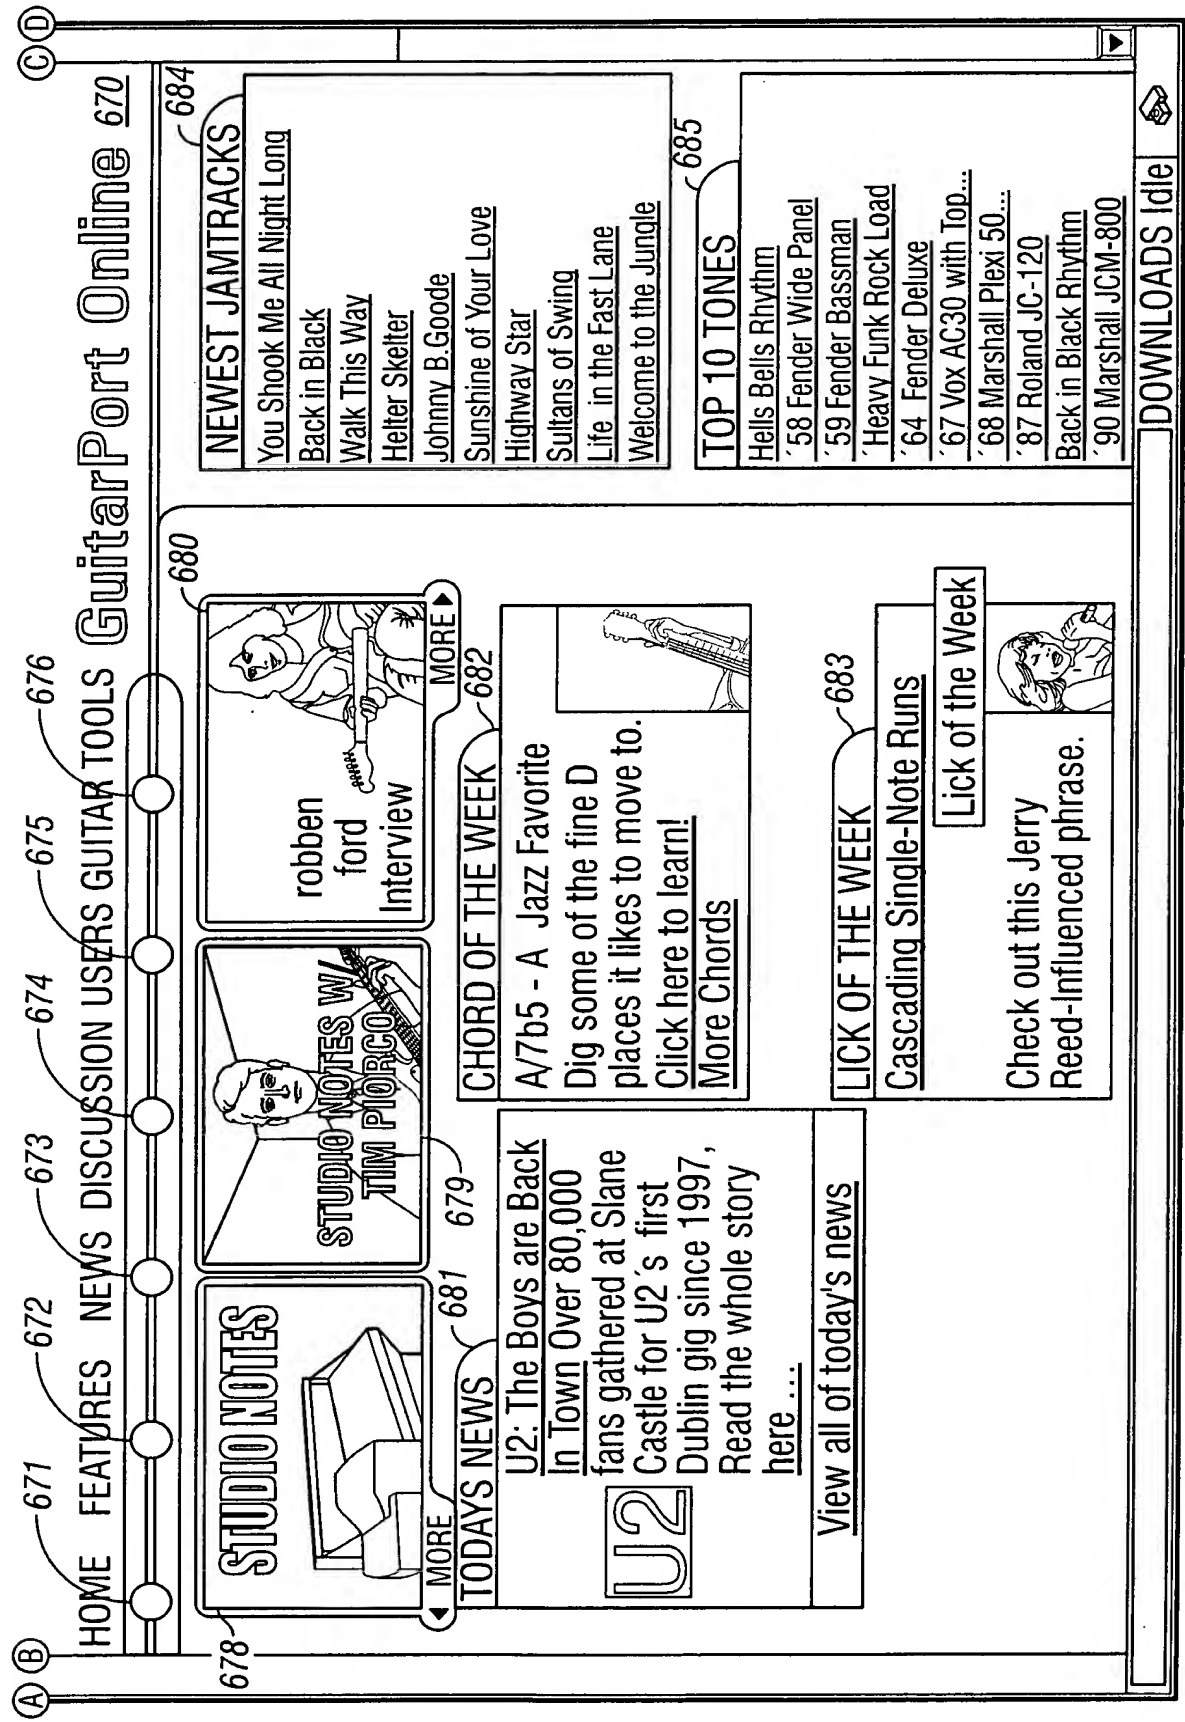 A B C D
671 672 673 674 675 676
HOME FEATURES NEWS DISCUSSION USERS GUITAR TOOLS GuitarPort Online 670
678
STUDIO NOTES
MORE
679
STUDIO NOTES W/
TIM PIORCO
680
robben
ford
Interview
MORE
681
TODAYS NEWS
U2
U2: The Boys are Back
In Town Over 80,000
fans gathered at Slane
Castle for U2´s first
Dublin gig since 1997,
Read the whole story
here ....
View all of today's news
682
CHORD OF THE WEEK
A/7b5 - A Jazz Favorite
Dig some of the fine D
places it likes to move to.
Click here to learn!
More Chords
683
LICK OF THE WEEK
Cascading Single-Note Runs
Lick of the Week
Check out this Jerry
Reed-Influenced phrase.
684
NEWEST JAMTRACKS
You Shook Me All Night Long
Back in Black
Walk This Way
Helter Skelter
Johnny B.Goode
Sunshine of Your Love
Highway Star
Sultans of Swing
Life in the Fast Lane
Welcome to the Jungle
685
TOP 10 TONES
Hells Bells Rhythm
´58 Fender Wide Panel
´59 Fender Bassman
´Heavy Funk Rock Load
´64 Fender Deluxe
´67 Vox AC30 with Top...
´68 Marshall Plexi 50...
´87 Roland JC-120
Back in Black Rhythm
´90 Marshall JCM-800
DOWNLOADS Idle